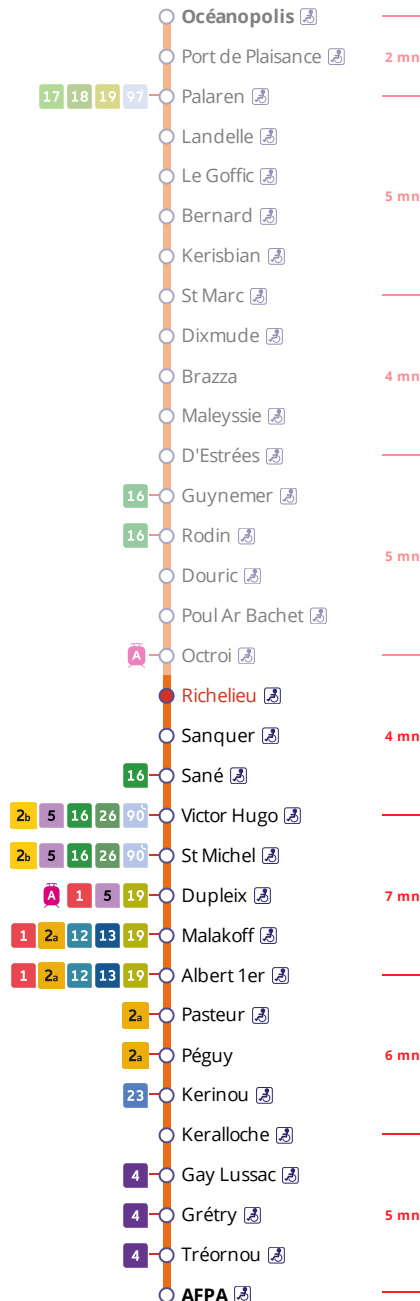 Océanopolis
Port de Plaisance 2 mn
17 18 19 97 Palaren
Landelle
Le Goffic
5 mn
Bernard
Kerisbian
St Marc
Dixmude
Brazza 4 mn
Maleyssie
D'Estrées
16 Guynemer
16 Rodin
5 mn
Douric
Poul Ar Bachet
A Octroi
Richelieu
Sanquer 4 mn
16 Sané
2b 5 16 26 90 Victor Hugo
2b 5 16 26 90 St Michel
A 1 5 19 Dupleix 7 mn
1 2a 12 13 19 Malakoff
1 2a 12 13 19 Albert 1er
2a Pasteur
2a Péguy 6 mn
23 Kerinou
Keralloche
4 Gay Lussac
4 Grétry 5 mn
4 Tréornou
AFPA